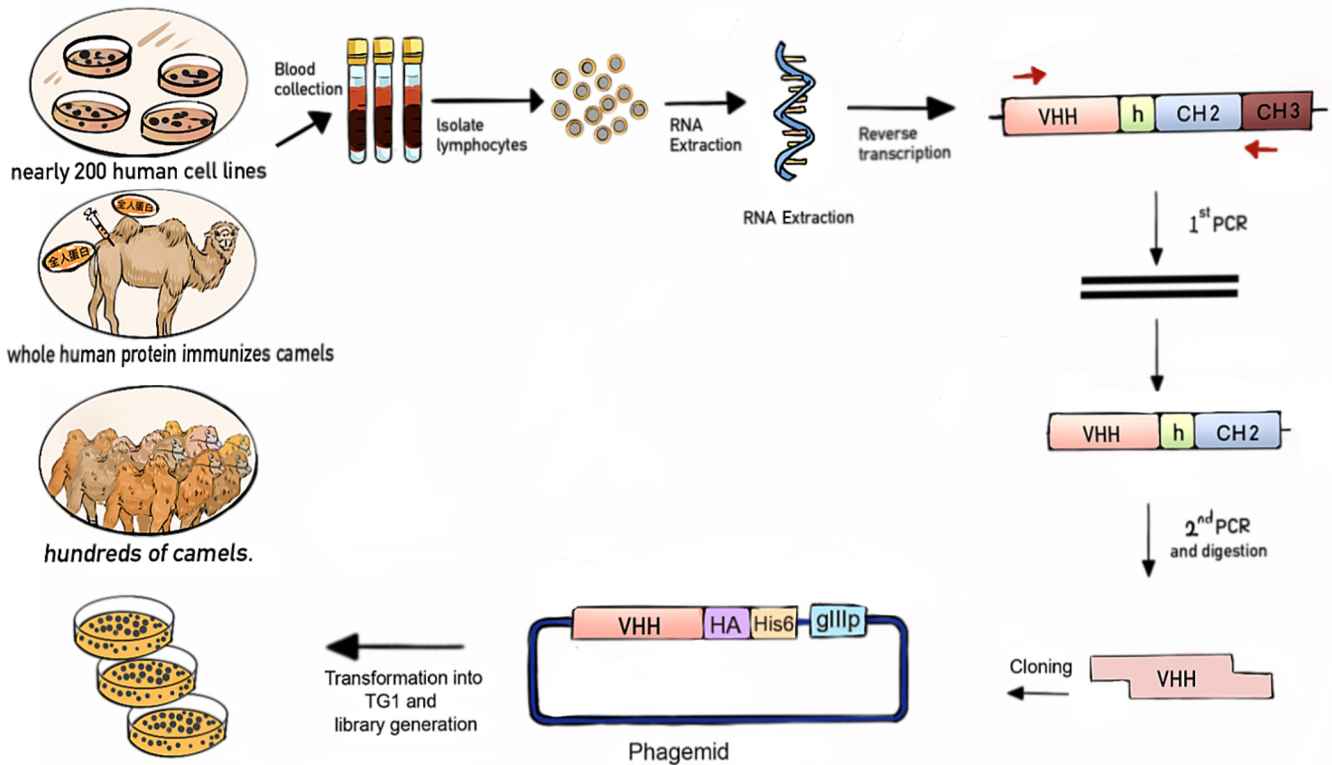 nearly 200 human cell lines
Blood
collection
Isolate
lymphocytes
RNA
Extraction
RNA Extraction
Reverse
transcription
VHH
h
CH2
CH3
1st PCR
全人蛋白
全人蛋白
whole human protein immunizes camels
VHH
h
CH2
2nd PCR
and digestion
hundreds of camels.
VHH
Cloning
VHH
HA
His6
gIIIp
Phagemid
Transformation into
TG1 and
library generation